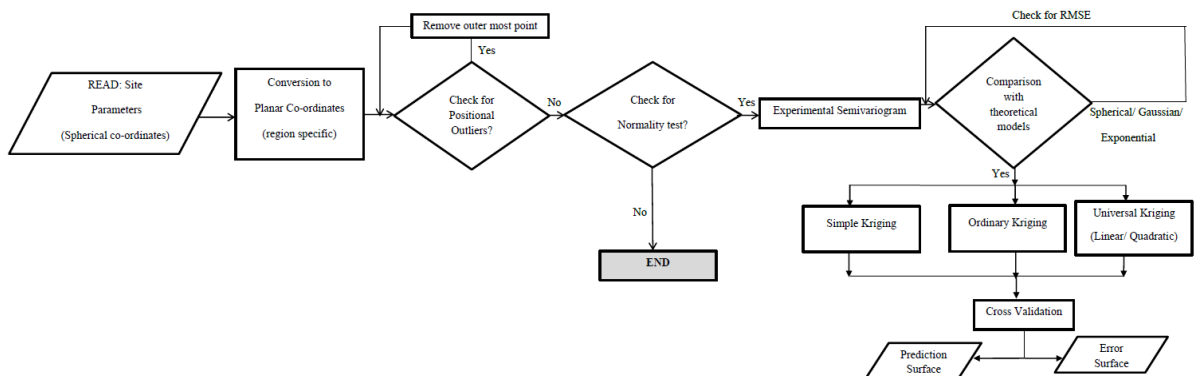 Check for RMSE
Remove outer most point
Yes
READ: Site
Parameters
(Spherical co-ordinates)
Conversion to
Planar Co-ordinates
(region specific)
Check for
Positional
Outliers?
No
Check for
Normality test?
Yes
Experimental Semivariogram
Comparison
with
theoretical
models
Spherical/ Gaussian/
Exponential
Yes
No
END
Simple Kriging
Ordinary Kriging
Universal Kriging
(Linear/ Quadratic)
Cross Validation
Prediction
Surface
Error
Surface